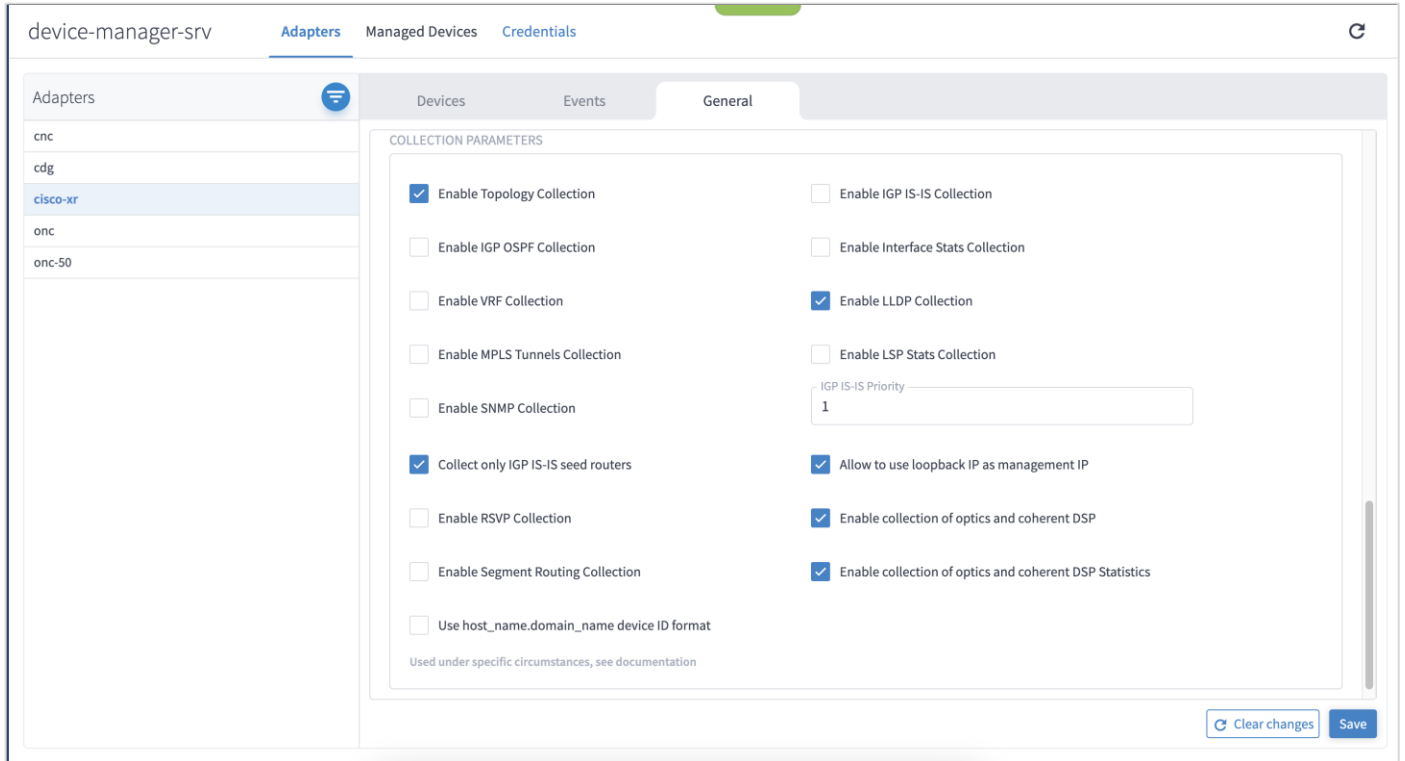 device-manager-srv Adapters Managed Devices Credentials
Adapters
cnc
cdg
cisco-xr
onc
onc-50
Devices Events General
COLLECTION PARAMETERS
Enable Topology Collection Enable IGP IS-IS Collection
Enable IGP OSPF Collection Enable Interface Stats Collection
Enable VRF Collection Enable LLDP Collection
Enable MPLS Tunnels Collection Enable LSP Stats Collection
IGP IS-IS Priority
Enable SNMP Collection 1
Collect only IGP IS-IS seed routers Allow to use loopback IP as management IP
Enable RSVP Collection Enable collection of optics and coherent DSP
Enable Segment Routing Collection Enable collection of optics and coherent DSP Statistics
Use host_name.domain_name device ID format
Used under specific circumstances, see documentation
Clear changes Save